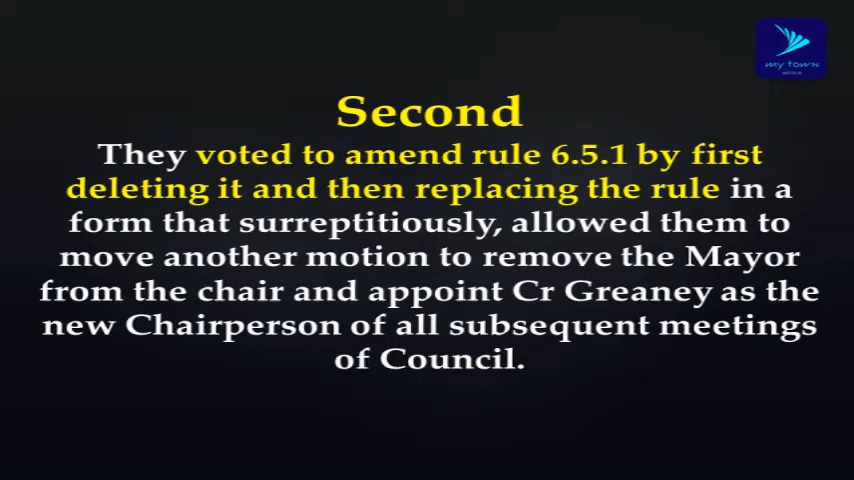 my town
MEDIA
Second
They voted to amend rule 6.5.1 by first
deleting it and then replacing the rule in a
form that surreptitiously, allowed them to
move another motion to remove the Mayor
from the chair and appoint Cr Greaney as the
new Chairperson of all subsequent meetings
of Council.